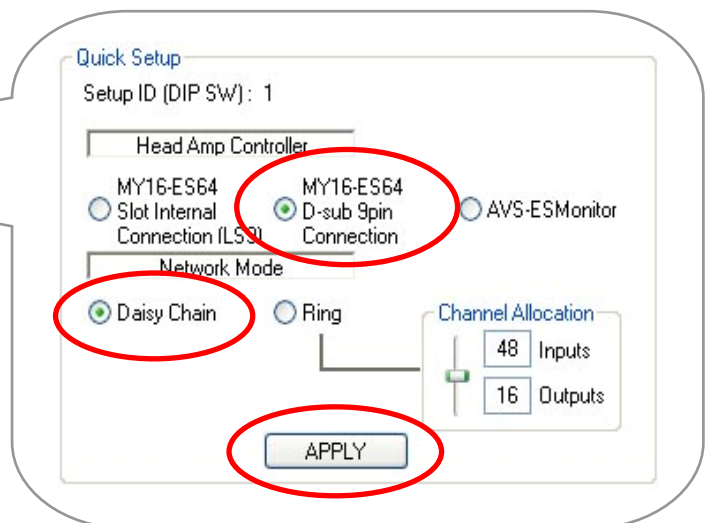 Quick Setup
Setup ID (DIP SW) : 1
Head Amp Controller
MY16-ES64
Slot Internal
Connection (LS9)
MY16-ES64
D-sub 9pin
Connection
AVS-ESMonitor
Network Mode
Daisy Chain
Ring
Channel Allocation
48 Inputs
16 Outputs
APPLY